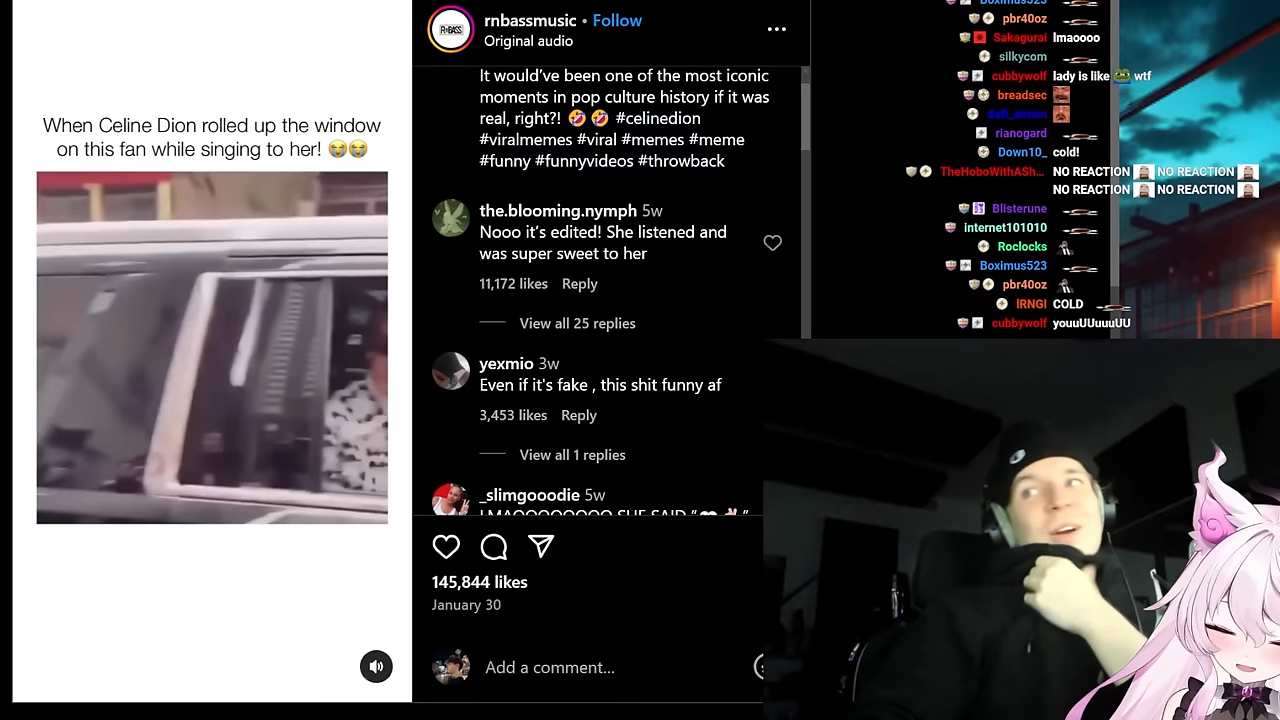 When Celine Dion rolled up the window
on this fan while singing to her! 😭😭
R&BASS
rnbassmusic • Follow
Original audio
It would've been one of the most iconic
moments in pop culture history if it was
real, right?! 🤣 🤣 #celinedion
#viralmemes #viral #memes #meme
#funny #funnyvideos #throwback
the.blooming.nymph 5w
Nooo it's edited! She listened and
was super sweet to her
11,172 likes Reply
View all 25 replies
yexmio 3w
Even if it's fake , this shit funny af
3,453 likes Reply
View all 1 replies
_slimgooodie 5w
145,844 likes
January 30
Add a comment...
Boximus523
pbr40oz
Sakagurai lmaoooo
silkycom
cubbywolf lady is like wtf
breadsec
daft_simon
rianogard
Down10_ cold!
TheHoboWithASh... NO REACTION NO REACTION
NO REACTION NO REACTION
Blisterune
internet101010
Roclocks
Boximus523
pbr40oz
IRNGI COLD
cubbywolf youuUUuuuUU